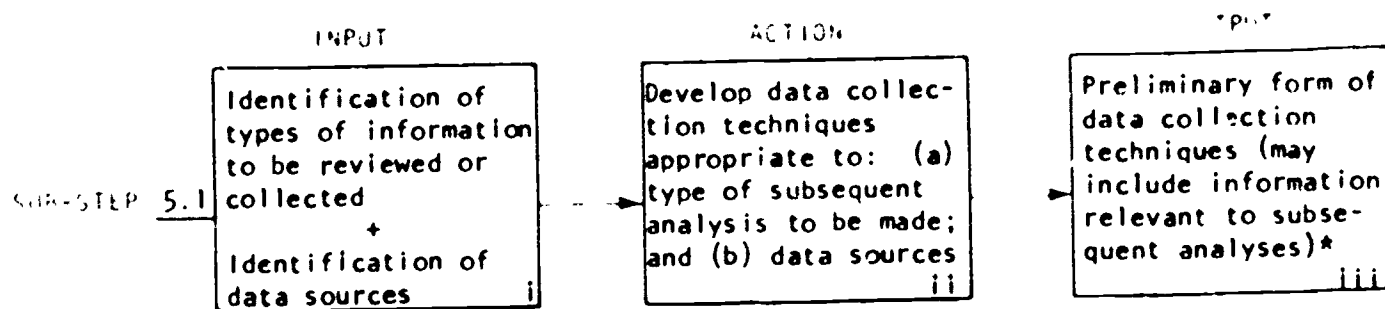 INPUT
ACTION
Identification of
types of information
to be reviewed or
collected
+
Identification of
data sources i
SUB-STEP 5.1
Develop data collec-
tion techniques
appropriate to: (a)
type of subsequent
analysis to be made;
and (b) data sources
ii
Preliminary form of
data collection
techniques (may
include information
relevant to subse-
quent analyses)*
iii